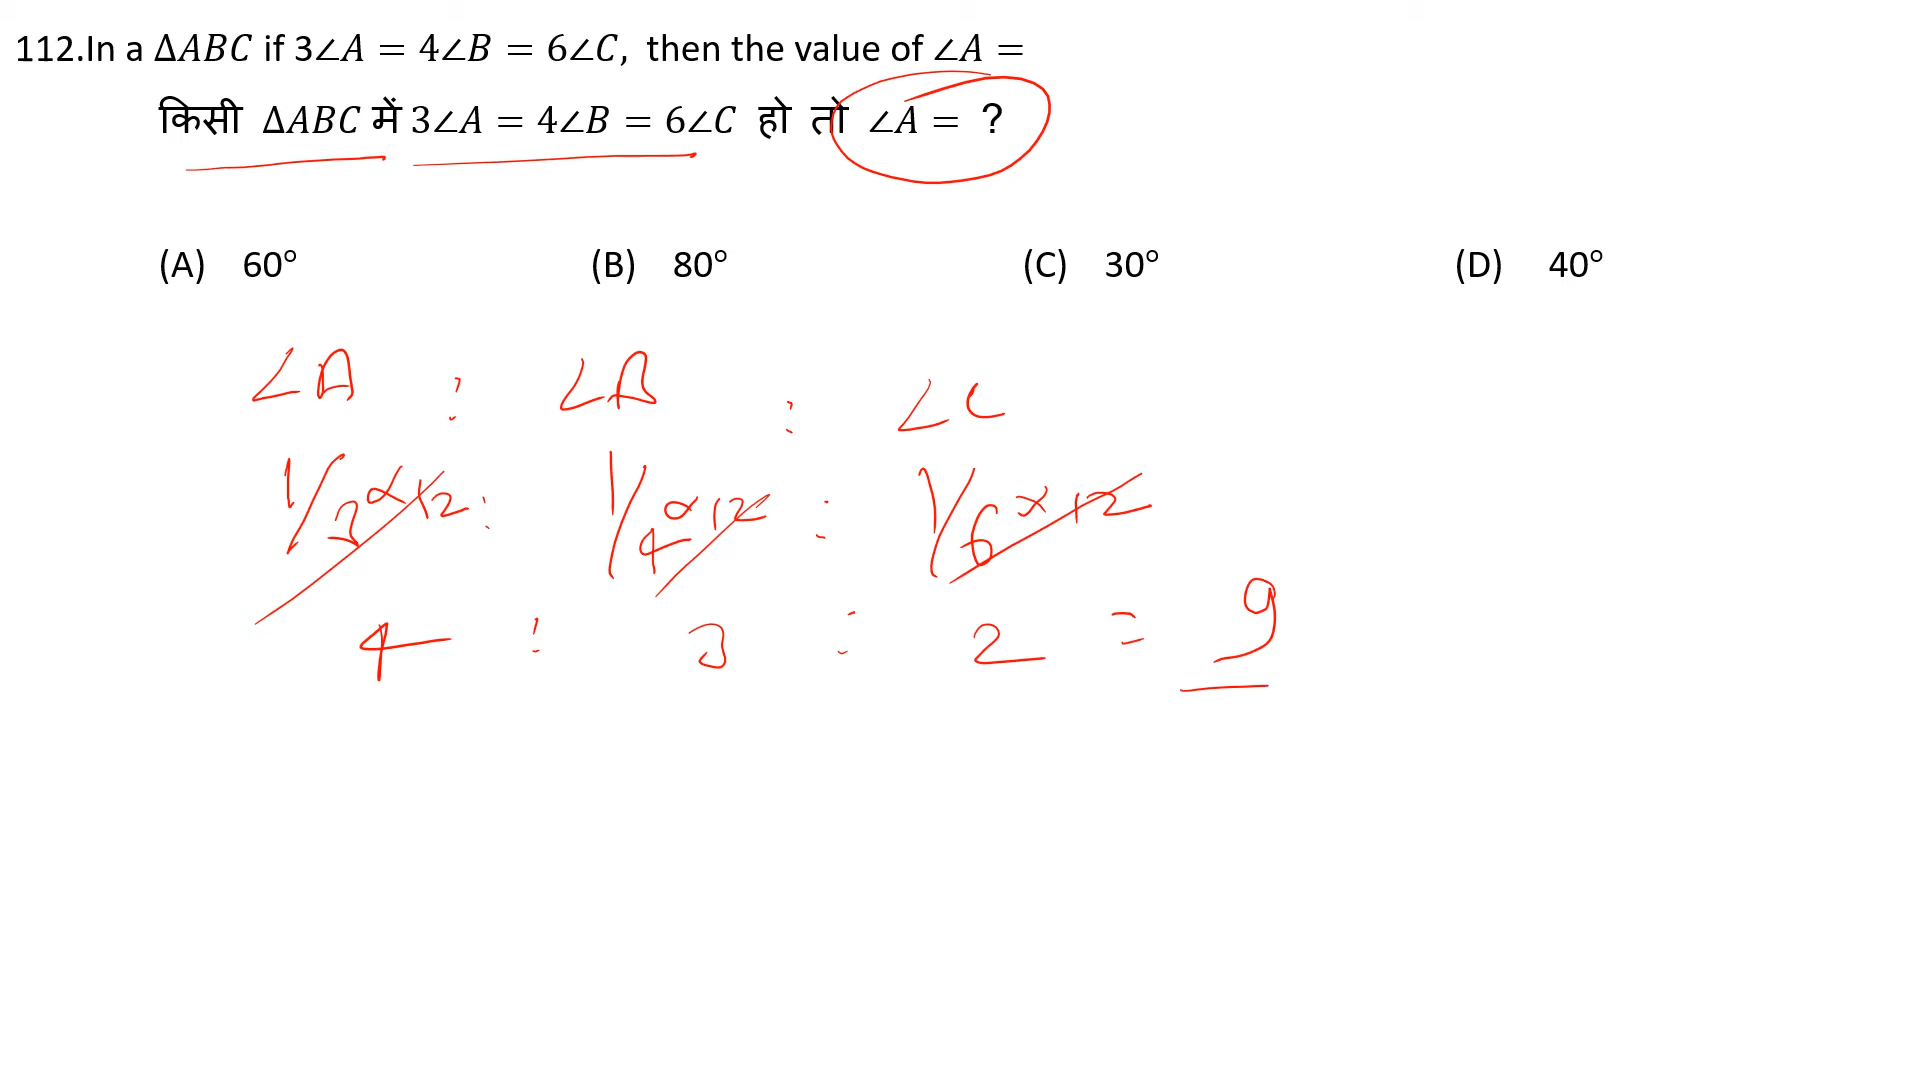 112.In a ΔABC if 3∠A = 4∠B = 6∠C, then the value of ∠A =
किसी ΔABC में 3∠A = 4∠B = 6∠C हो तो ∠A = ?
(A) 60° (B) 80° (C) 30° (D) 40°
∠A : ∠B : ∠C
1/3×12 : 1/4×12 : 1/6×12
4 : 3 : 2 = 9